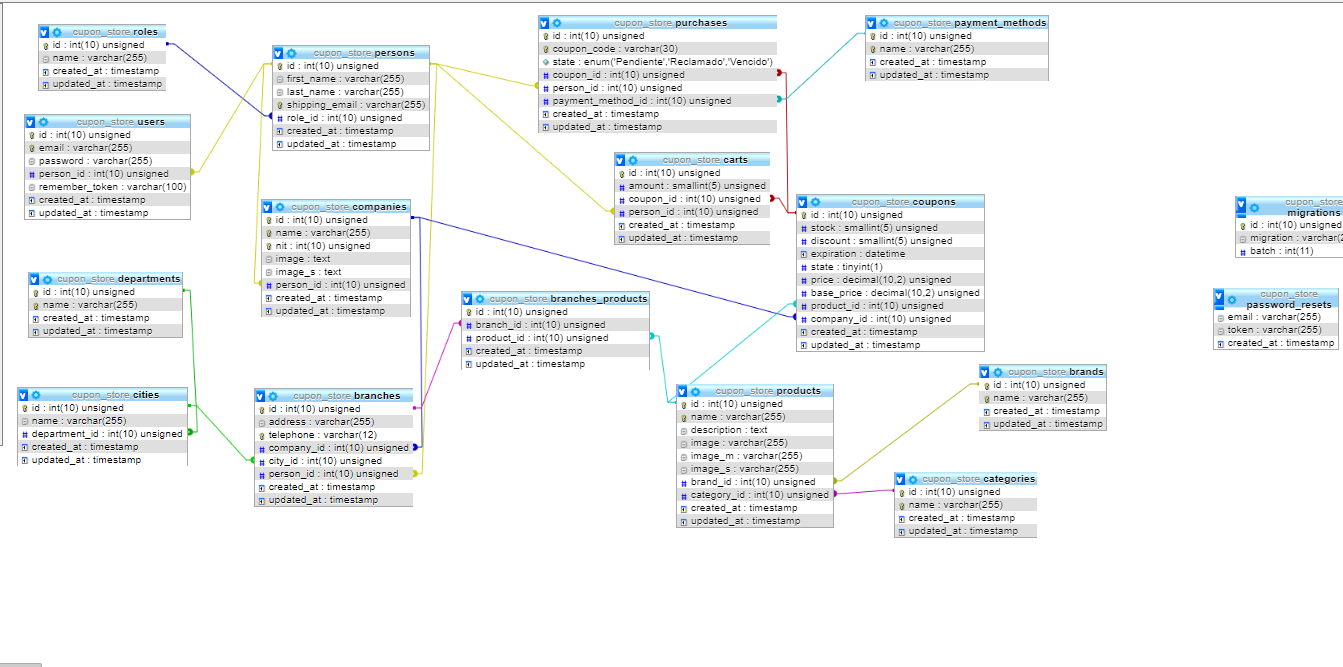 cupon_store roles
id : int(10) unsigned
name : varchar(255)
created_at : timestamp
updated_at : timestamp
cupon_store users
id : int(10) unsigned
email : varchar(255)
password : varchar(255)
person_id : int(10) unsigned
remember_token : varchar(100)
created_at : timestamp
updated_at : timestamp
cupon_store departments
id : int(10) unsigned
name : varchar(255)
created_at : timestamp
updated_at : timestamp
cupon_store cities
id : int(10) unsigned
name : varchar(255)
department_id : int(10) unsigned
created_at : timestamp
updated_at : timestamp
cupon_store persons
id : int(10) unsigned
first_name : varchar(255)
last_name : varchar(255)
shipping_email : varchar(255)
role_id : int(10) unsigned
created_at : timestamp
updated_at : timestamp
cupon_store companies
id : int(10) unsigned
name : varchar(255)
nit : int(10) unsigned
image : text
image_s : text
person_id : int(10) unsigned
created_at : timestamp
updated_at : timestamp
cupon_store branches
id : int(10) unsigned
address : varchar(255)
telephone : varchar(12)
company_id : int(10) unsigned
city_id : int(10) unsigned
person_id : int(10) unsigned
created_at : timestamp
updated_at : timestamp
cupon_store branches_products
id : int(10) unsigned
branch_id : int(10) unsigned
product_id : int(10) unsigned
created_at : timestamp
updated_at : timestamp
cupon_store purchases
id : int(10) unsigned
coupon_code : varchar(30)
state : enum('Pendiente','Reclamado','Vencido')
coupon_id : int(10) unsigned
person_id : int(10) unsigned
payment_method_id : int(10) unsigned
created_at : timestamp
updated_at : timestamp
cupon_store carts
id : int(10) unsigned
amount : smallint(5) unsigned
coupon_id : int(10) unsigned
person_id : int(10) unsigned
created_at : timestamp
updated_at : timestamp
cupon_store payment_methods
id : int(10) unsigned
name : varchar(255)
created_at : timestamp
updated_at : timestamp
cupon_store coupons
id : int(10) unsigned
stock : smallint(5) unsigned
discount : smallint(5) unsigned
expiration : datetime
state : tinyint(1)
price : decimal(10,2) unsigned
base_price : decimal(10,2) unsigned
product_id : int(10) unsigned
company_id : int(10) unsigned
created_at : timestamp
updated_at : timestamp
cupon_store products
id : int(10) unsigned
name : varchar(255)
description : text
image : varchar(255)
image_m : varchar(255)
image_s : varchar(255)
brand_id : int(10) unsigned
category_id : int(10) unsigned
created_at : timestamp
updated_at : timestamp
cupon_store brands
id : int(10) unsigned
name : varchar(255)
created_at : timestamp
updated_at : timestamp
cupon_store categories
id : int(10) unsigned
name : varchar(255)
created_at : timestamp
updated_at : timestamp
cupon_store
migrations
id : int(10) unsigned
migration : varchar(2
batch : int(11)
cupon_store
password_resets
email : varchar(255)
token : varchar(255)
created_at : timestamp